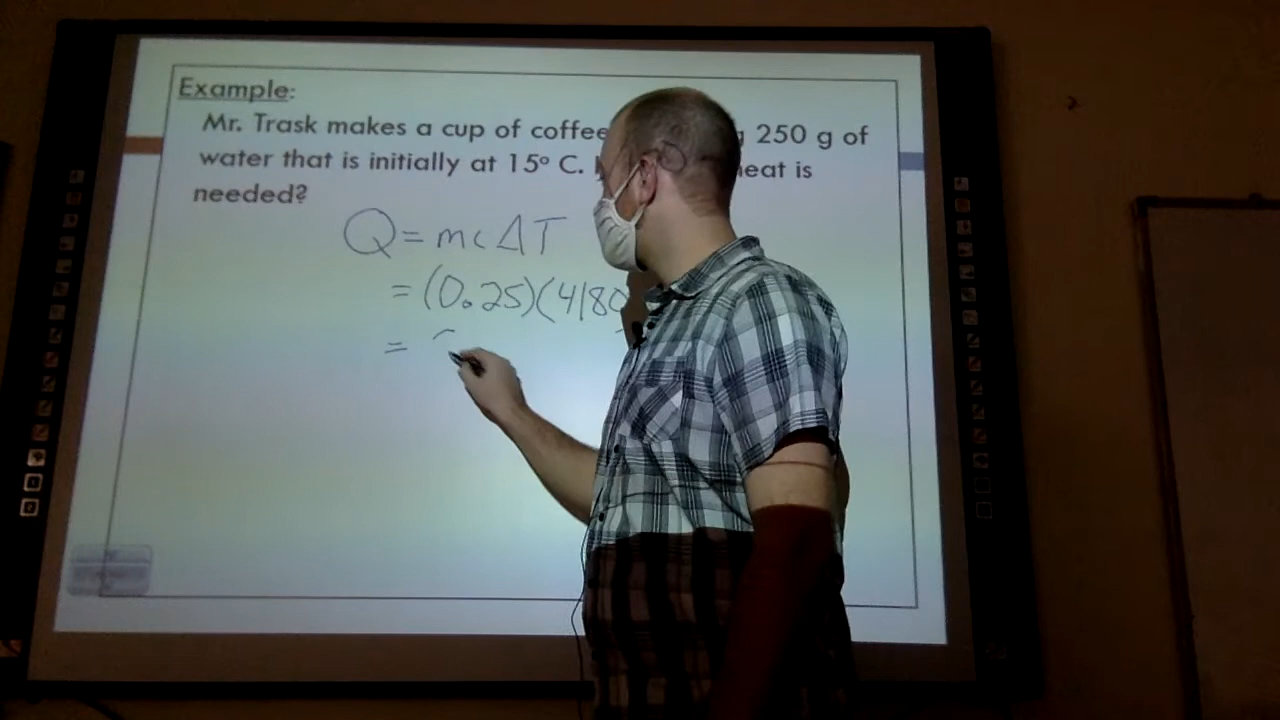 Example:
Mr. Trask makes a cup of coffee 250 g of
water that is initially at 15° C. heat is
needed?
Q = mcΔT
= (0.25)(4180
=